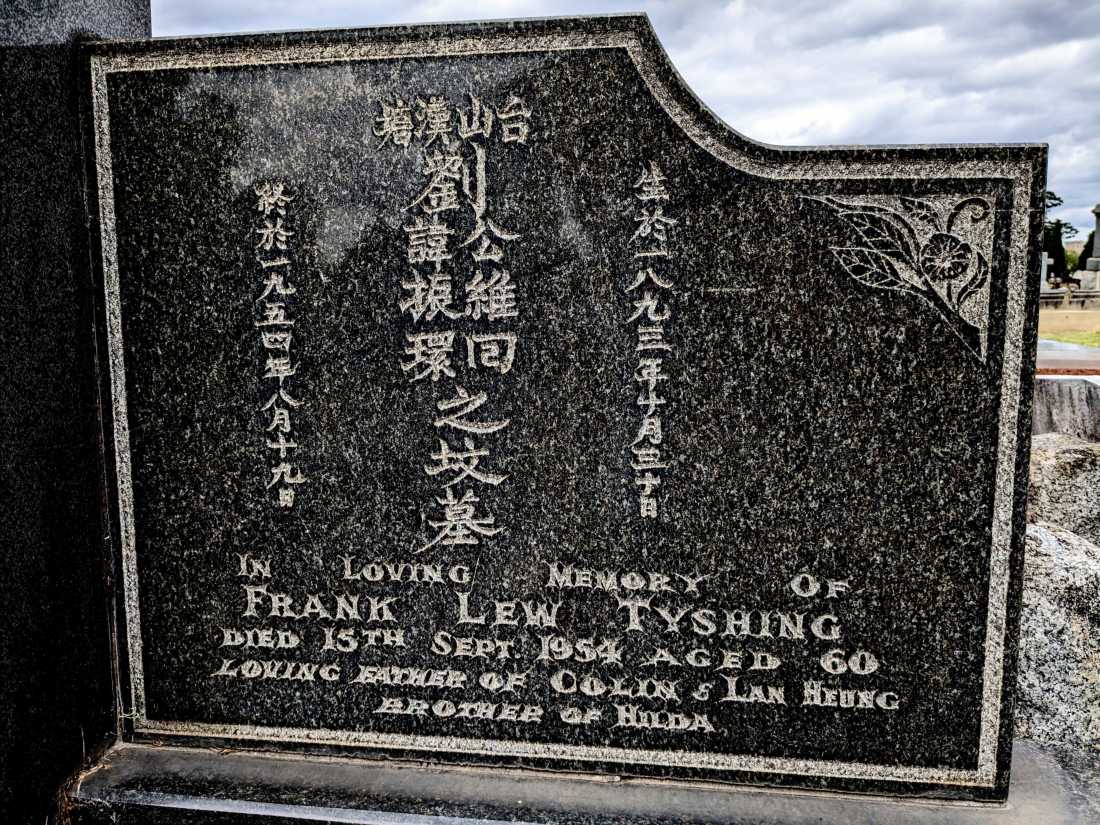 台山漢塘
生於一八九三年十月三十日
劉公維回
諱振環
之坟墓
終於一九五四年八月十九日
IN LOVING MEMORY OF
FRANK LEW TYSHING
DIED 15TH SEPT. 1954 AGED 60
LOVING FATHER OF COLIN & LAN HEUNG
BROTHER OF HILDA